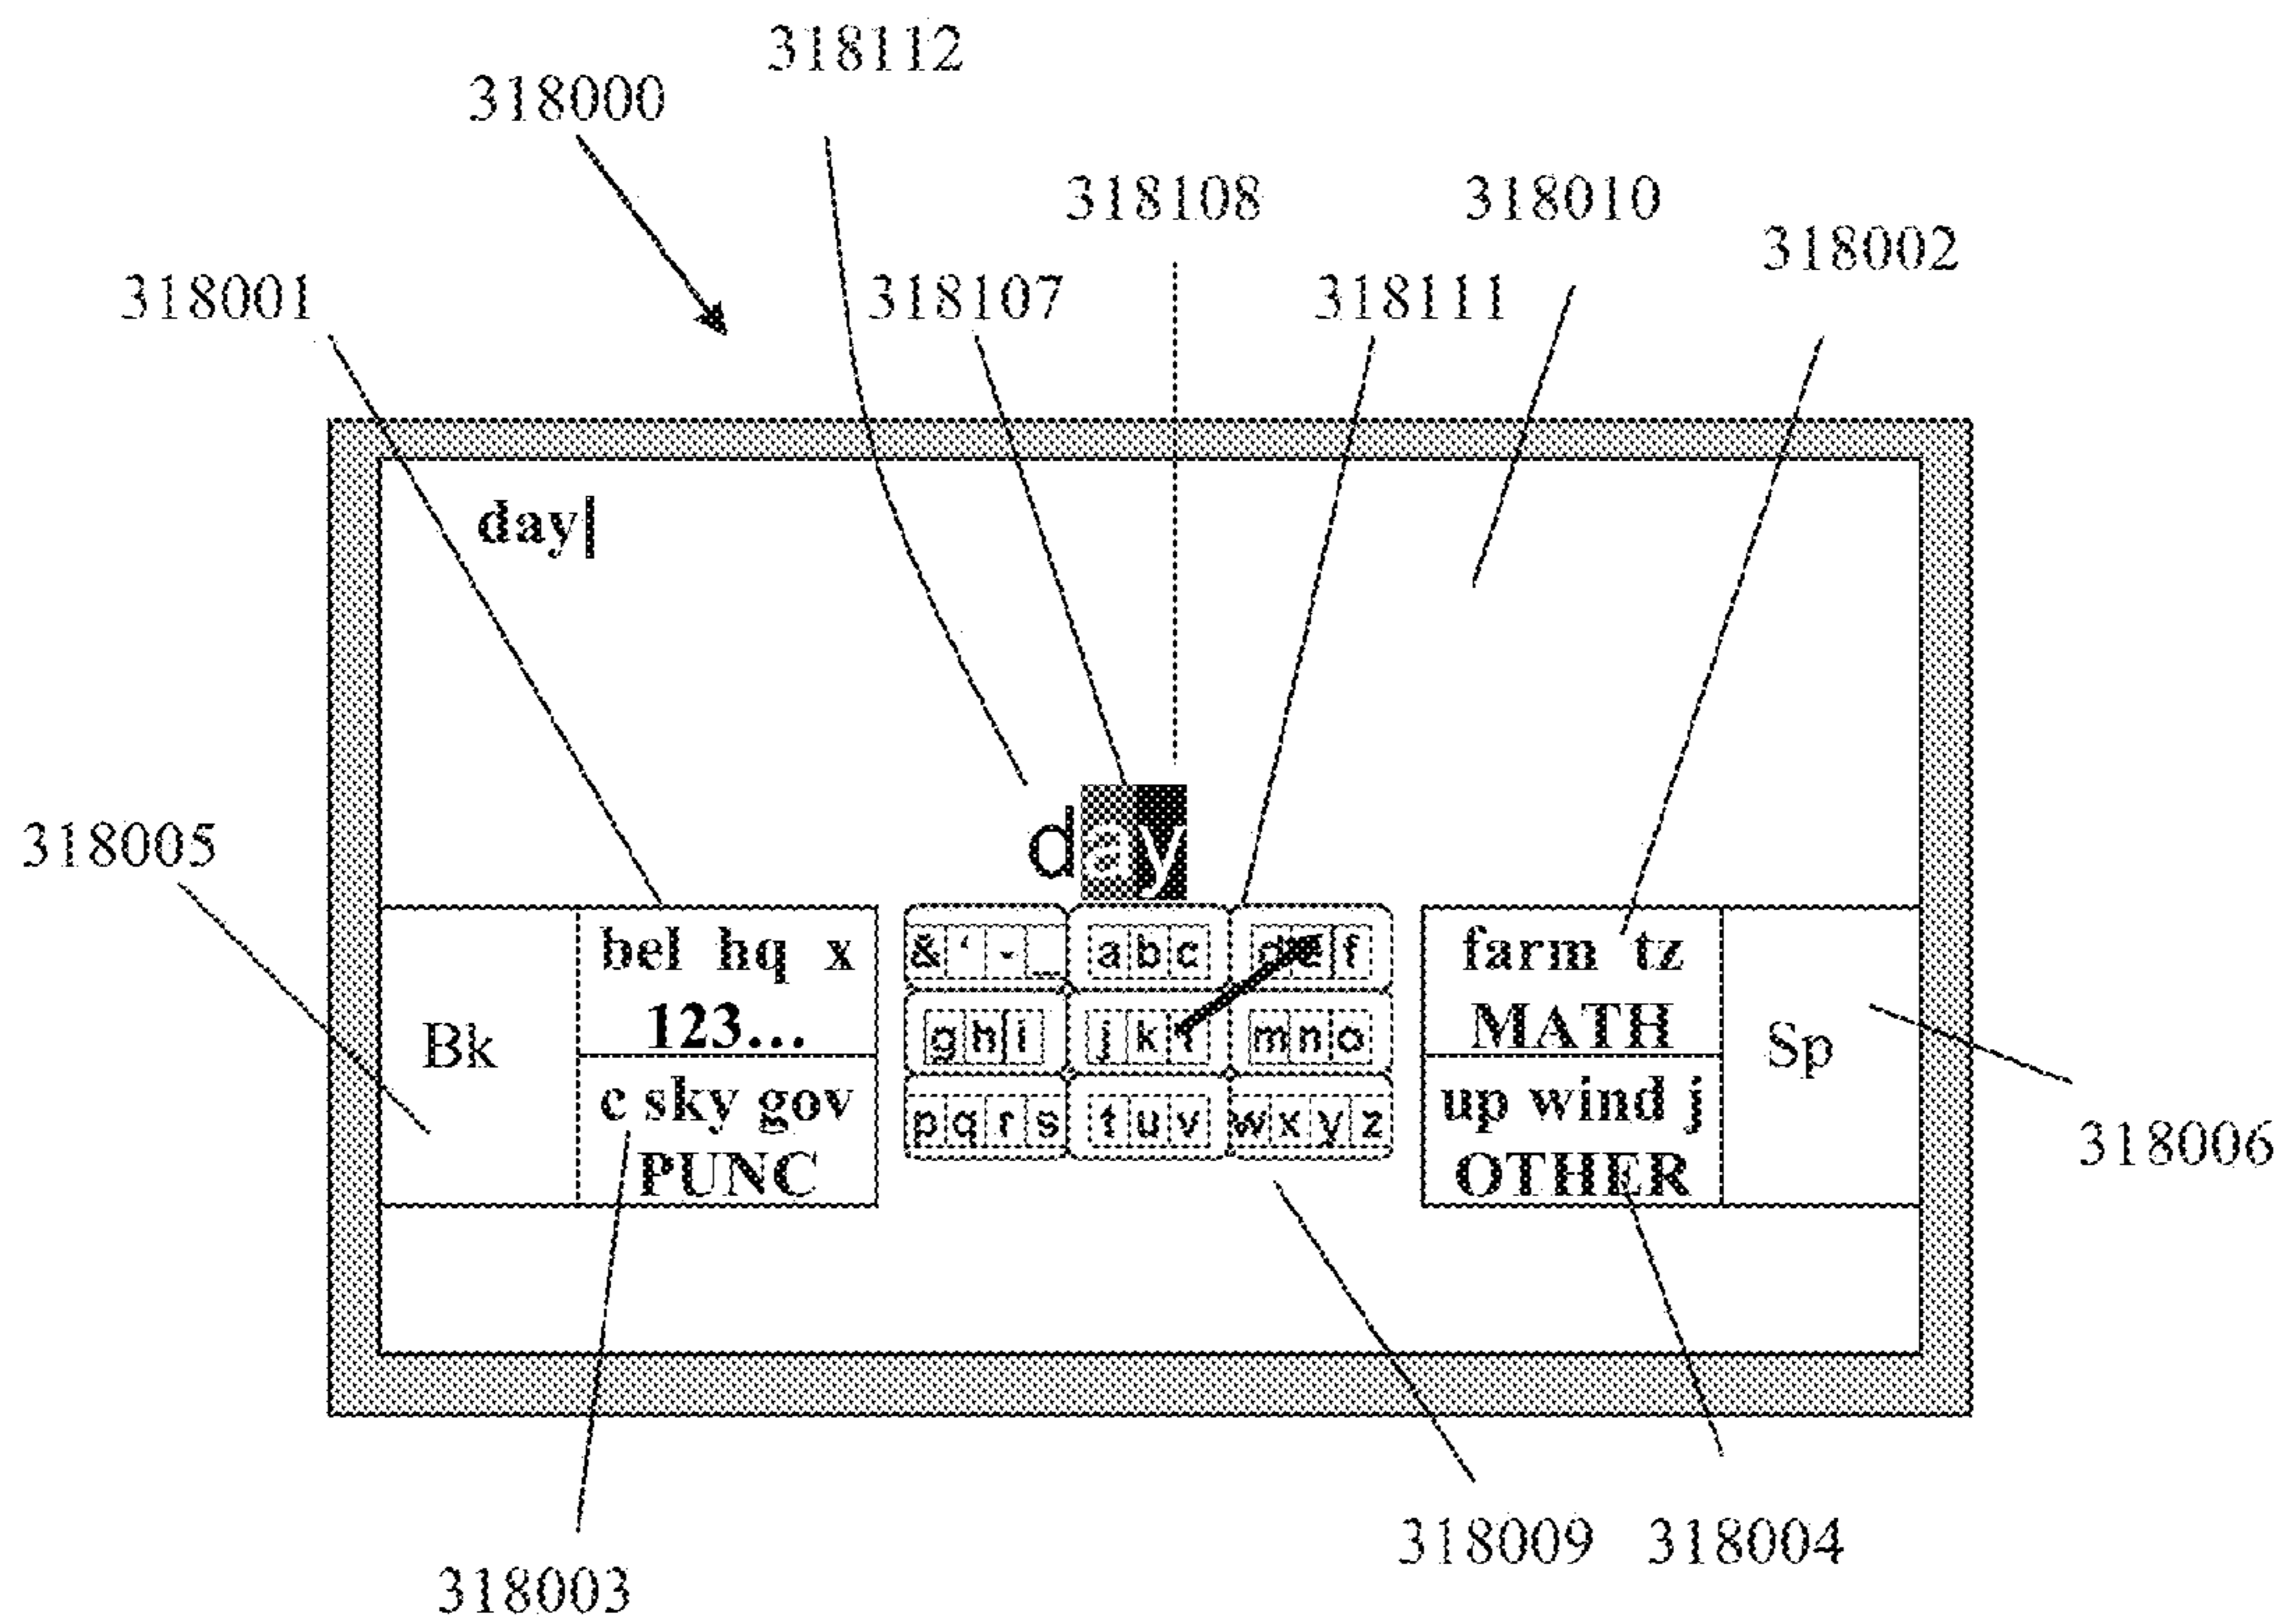 318112
318000
318108
318010
318002
318001
318107
318111
day
day
318005
bel hq x
& ‘ - _
a b c
d e f
farm tz
123...
MATH
Bk
g h i
j k l
m n o
Sp
c sky gov
p q r s
t u v
w x y z
up wind j
PUNC
OTHER
318006
318009
318004
318003